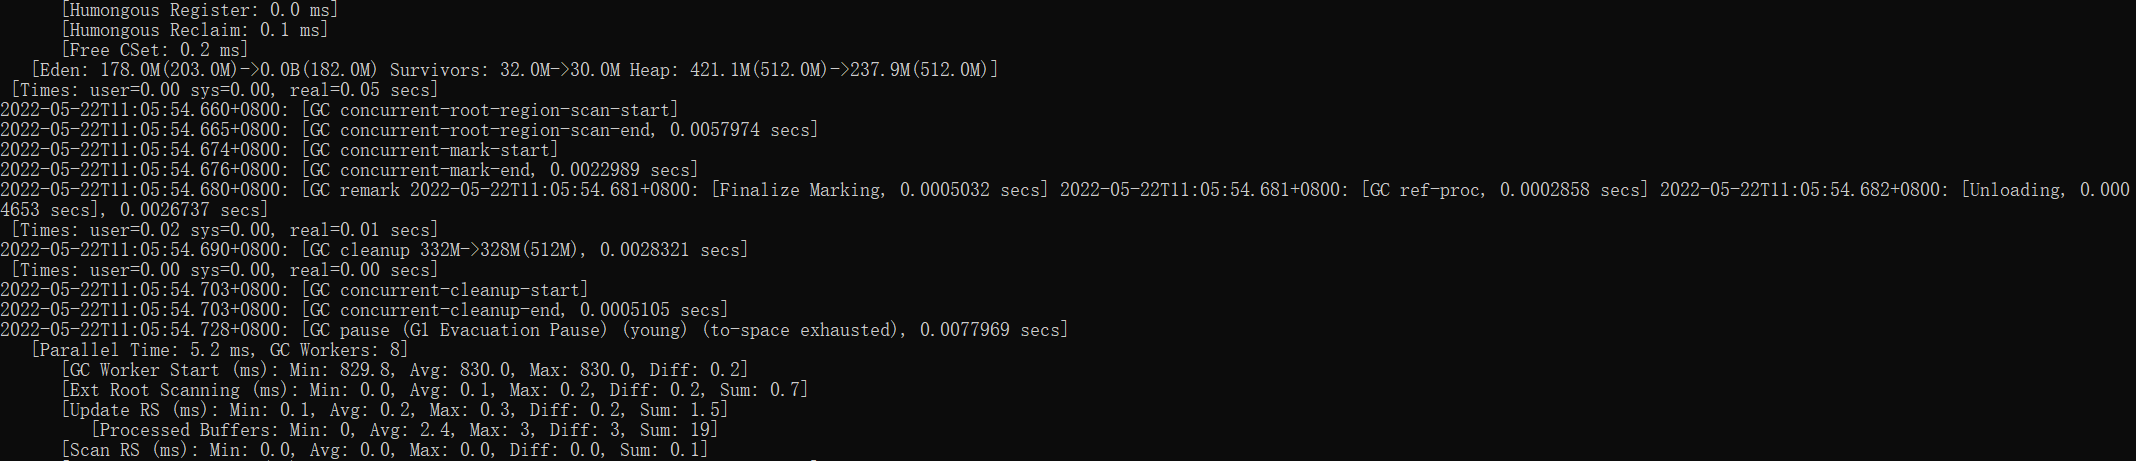 [Humongous Register: 0.0 ms]
[Humongous Reclaim: 0.1 ms]
[Free CSet: 0.2 ms]
[Eden: 178.0M(203.0M)->0.0B(182.0M) Survivors: 32.0M->30.0M Heap: 421.1M(512.0M)->237.9M(512.0M)]
[Times: user=0.00 sys=0.00, real=0.05 secs]
2022-05-22T11:05:54.660+0800: [GC concurrent-root-region-scan-start]
2022-05-22T11:05:54.665+0800: [GC concurrent-root-region-scan-end, 0.0057974 secs]
2022-05-22T11:05:54.674+0800: [GC concurrent-mark-start]
2022-05-22T11:05:54.676+0800: [GC concurrent-mark-end, 0.0022989 secs]
2022-05-22T11:05:54.680+0800: [GC remark 2022-05-22T11:05:54.681+0800: [Finalize Marking, 0.0005032 secs] 2022-05-22T11:05:54.681+0800: [GC ref-proc, 0.0002858 secs] 2022-05-22T11:05:54.682+0800: [Unloading, 0.000
4653 secs], 0.0026737 secs]
[Times: user=0.02 sys=0.00, real=0.01 secs]
2022-05-22T11:05:54.690+0800: [GC cleanup 332M->328M(512M), 0.0028321 secs]
[Times: user=0.00 sys=0.00, real=0.00 secs]
2022-05-22T11:05:54.703+0800: [GC concurrent-cleanup-start]
2022-05-22T11:05:54.703+0800: [GC concurrent-cleanup-end, 0.0005105 secs]
2022-05-22T11:05:54.728+0800: [GC pause (G1 Evacuation Pause) (young) (to-space exhausted), 0.0077969 secs]
[Parallel Time: 5.2 ms, GC Workers: 8]
[GC Worker Start (ms): Min: 829.8, Avg: 830.0, Max: 830.0, Diff: 0.2]
[Ext Root Scanning (ms): Min: 0.0, Avg: 0.1, Max: 0.2, Diff: 0.2, Sum: 0.7]
[Update RS (ms): Min: 0.1, Avg: 0.2, Max: 0.3, Diff: 0.2, Sum: 1.5]
[Processed Buffers: Min: 0, Avg: 2.4, Max: 3, Diff: 3, Sum: 19]
[Scan RS (ms): Min: 0.0, Avg: 0.0, Max: 0.0, Diff: 0.0, Sum: 0.1]